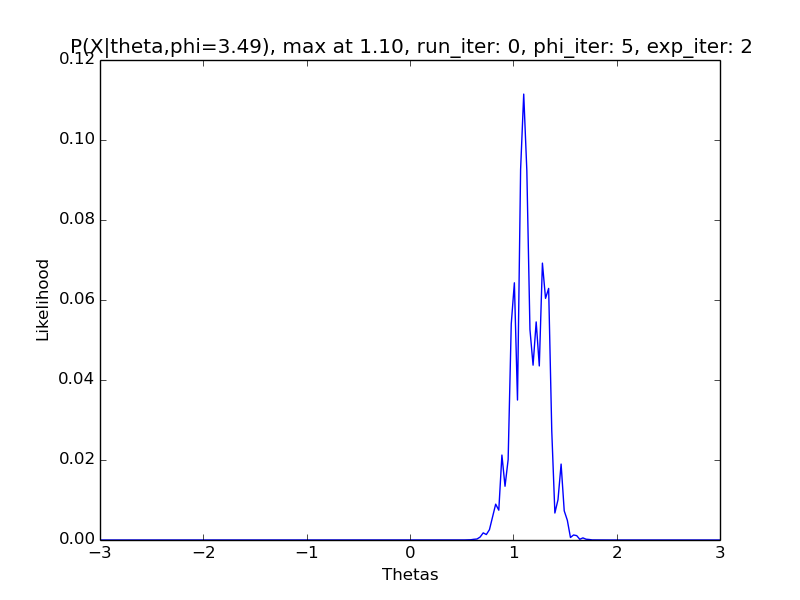 P(X|theta,phi=3.49), max at 1.10, run_iter: 0, phi_iter: 5, exp_iter: 2
0.12
0.10
0.08
0.06
0.04
0.02
0.00
Likelihood
−3 −2 −1 0 1 2 3
Thetas